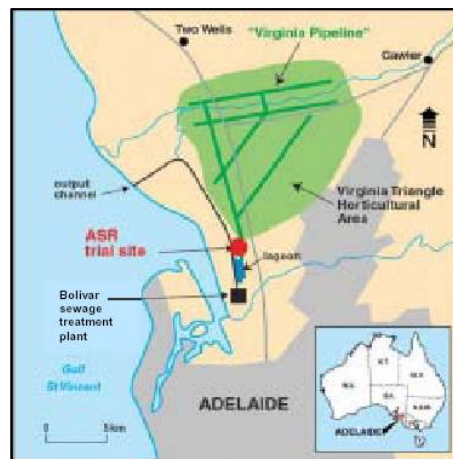 Two Wells
"Virginia Pipeline"
Gawler
N
output
channel
Virginia Triangle
Horticultural
Area
ASR
trial site
lagoon
Bolivar
sewage
treatment
plant
Gulf
St Vincent
ADELAIDE
0 5km
N.T.
W.A.
S.A.
ADELAIDE